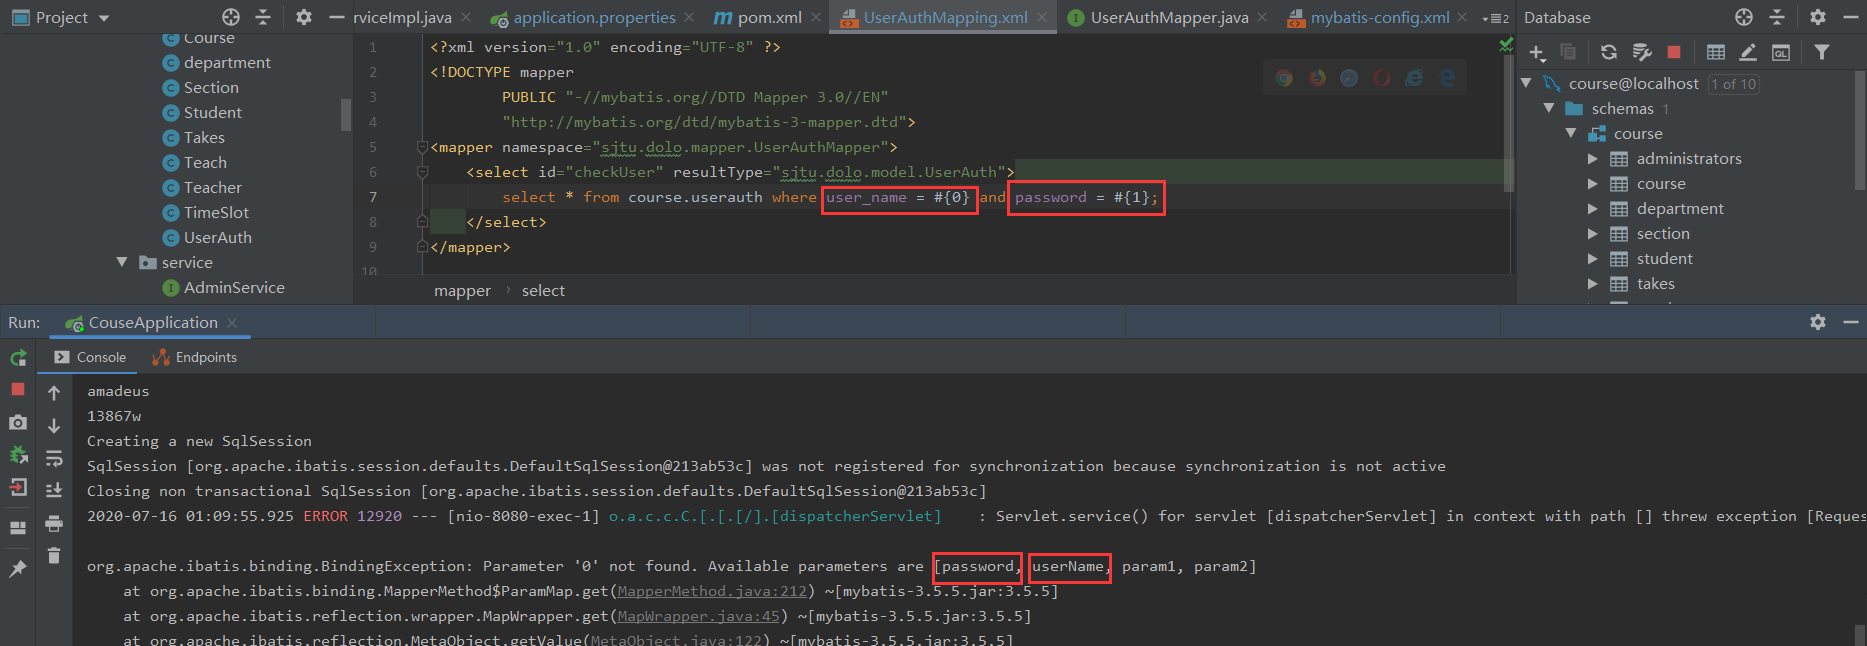 Project
rviceImpl.java
application.properties
pom.xml
UserAuthMapping.xml
UserAuthMapper.java
mybatis-config.xml
2
Database
Course
department
Section
Student
Takes
Teach
Teacher
TimeSlot
UserAuth
service
AdminService
1 <?xml version="1.0" encoding="UTF-8" ?>
2 <!DOCTYPE mapper
3 PUBLIC "-//mybatis.org//DTD Mapper 3.0//EN"
4 "http://mybatis.org/dtd/mybatis-3-mapper.dtd">
5 <mapper namespace="sjtu.dolo.mapper.UserAuthMapper">
6 <select id="checkUser" resultType="sjtu.dolo.model.UserAuth">
7 select * from course.userauth where user_name = #{0} and password = #{1};
8 </select>
9 </mapper>
10
mapper › select
course@localhost 1 of 10
schemas 1
course
administrators
course
department
section
student
takes
Run: CouseApplication
Console Endpoints
amadeus
13867w
Creating a new SqlSession
SqlSession [org.apache.ibatis.session.defaults.DefaultSqlSession@213ab53c] was not registered for synchronization because synchronization is not active
Closing non transactional SqlSession [org.apache.ibatis.session.defaults.DefaultSqlSession@213ab53c]
2020-07-16 01:09:55.925 ERROR 12920 --- [nio-8080-exec-1] o.a.c.c.C.[.[.[/].[dispatcherServlet] : Servlet.service() for servlet [dispatcherServlet] in context with path [] threw exception [Reques
org.apache.ibatis.binding.BindingException: Parameter '0' not found. Available parameters are [password, userName, param1, param2]
at org.apache.ibatis.binding.MapperMethod$ParamMap.get(MapperMethod.java:212) ~[mybatis-3.5.5.jar:3.5.5]
at org.apache.ibatis.reflection.wrapper.MapWrapper.get(MapWrapper.java:45) ~[mybatis-3.5.5.jar:3.5.5]
at org.apache.ibatis.reflection.MetaObject.getValue(MetaObject.java:122) ~[mybatis-3.5.5.jar:3.5.5]